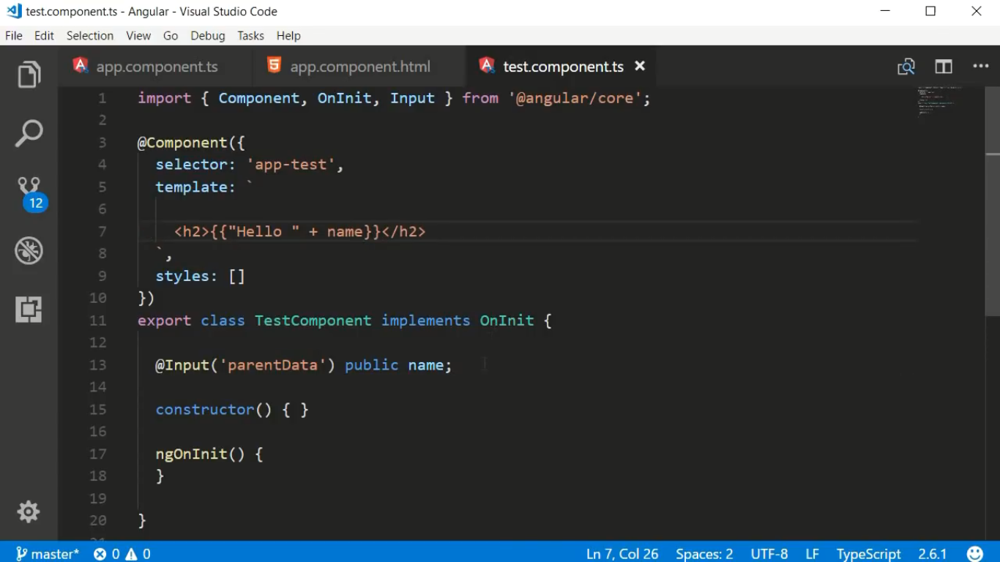 test.component.ts - Angular - Visual Studio Code
File Edit Selection View Go Debug Tasks Help
app.component.ts app.component.html test.component.ts
1 import { Component, OnInit, Input } from '@angular/core';
2
3 @Component({
4 selector: 'app-test',
5 template: `
6
7 <h2>{{"Hello " + name}}</h2>
8 `,
9 styles: []
10 })
11 export class TestComponent implements OnInit {
12
13 @Input('parentData') public name;
14
15 constructor() { }
16
17 ngOnInit() {
18 }
19
20 }
12
master* 0 0 Ln 7, Col 26 Spaces: 2 UTF-8 LF TypeScript 2.6.1